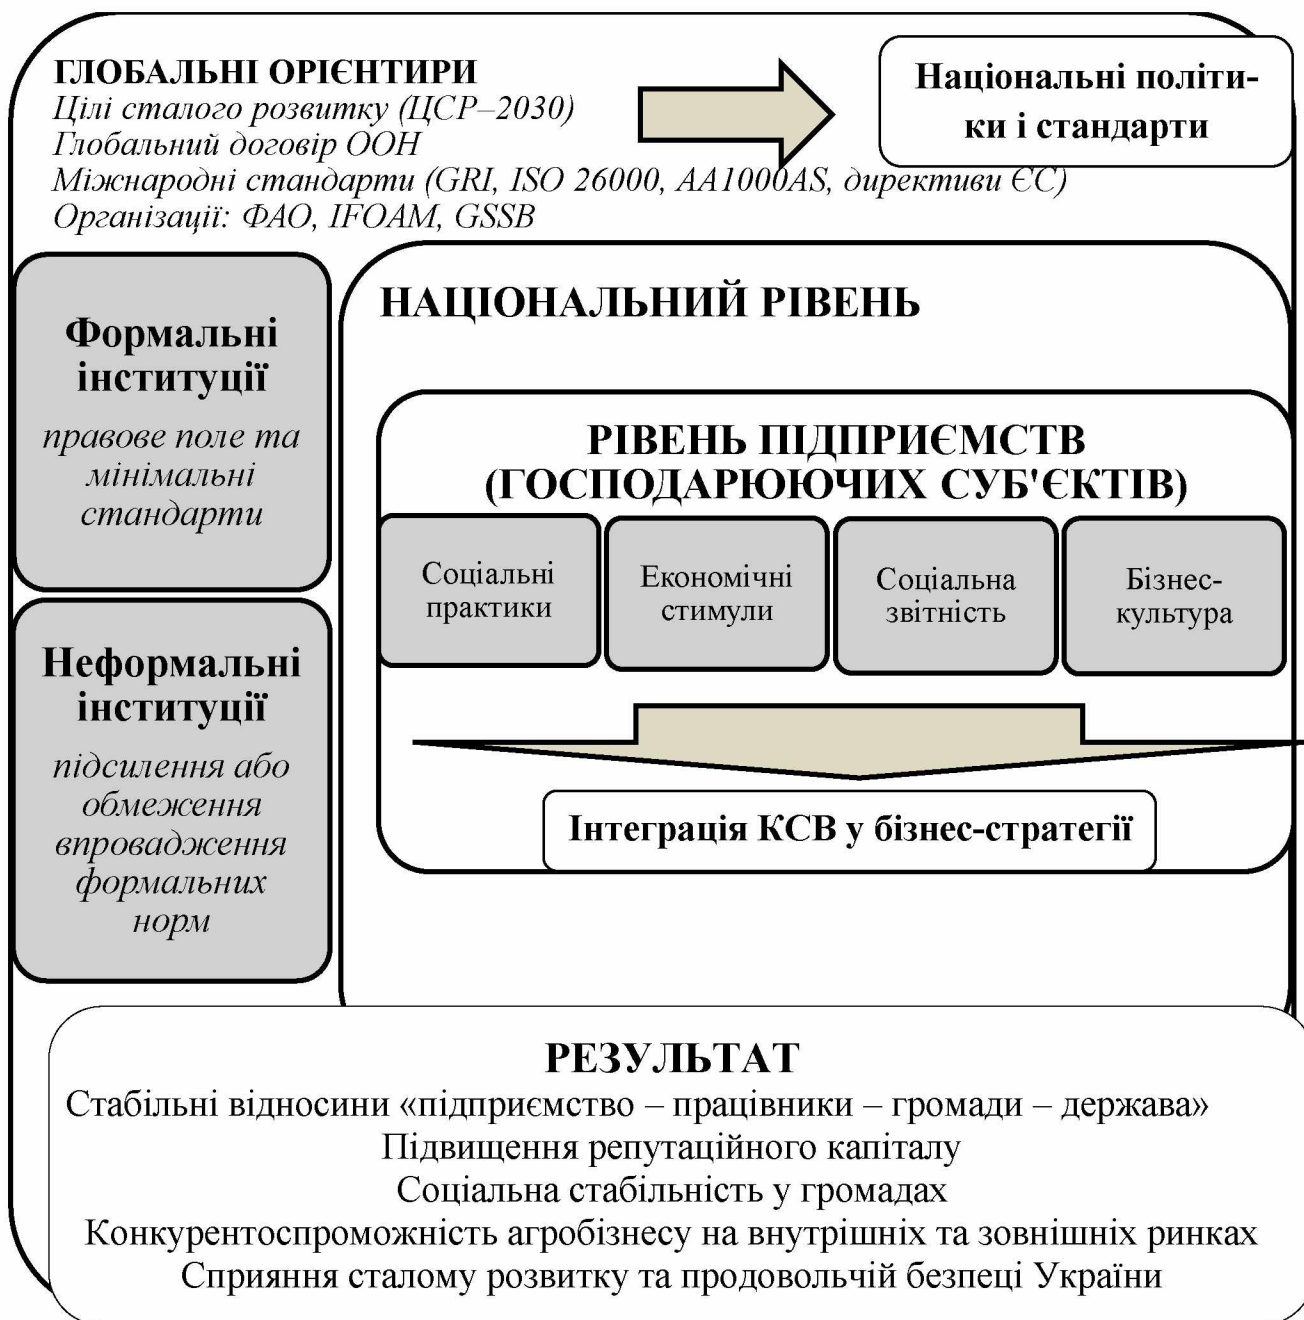 ГЛОБАЛЬНІ ОРІЄНТИРИ
Цілі сталого розвитку (ЦСР–2030)
Глобальний договір ООН
Міжнародні стандарти (GRI, ISO 26000, AA1000AS, директиви ЄС)
Організації: ФАО, IFOAM, GSSB
Національні політи-
ки і стандарти
Формальні
інституції
правове поле та
мінімальні
стандарти
Неформальні
інституції
підсилення або
обмеження
впровадження
формальних
норм
НАЦІОНАЛЬНИЙ РІВЕНЬ
РІВЕНЬ ПІДПРИЄМСТВ
(ГОСПОДАРЮЮЧИХ СУБ'ЄКТІВ)
Соціальні
практики
Економічні
стимули
Соціальна
звітність
Бізнес-
культура
Інтеграція КСВ у бізнес-стратегії
РЕЗУЛЬТАТ
Стабільні відносини «підприємство – працівники – громади – держава»
Підвищення репутаційного капіталу
Соціальна стабільність у громадах
Конкурентоспроможність агробізнесу на внутрішніх та зовнішніх ринках
Сприяння сталому розвитку та продовольчій безпеці України